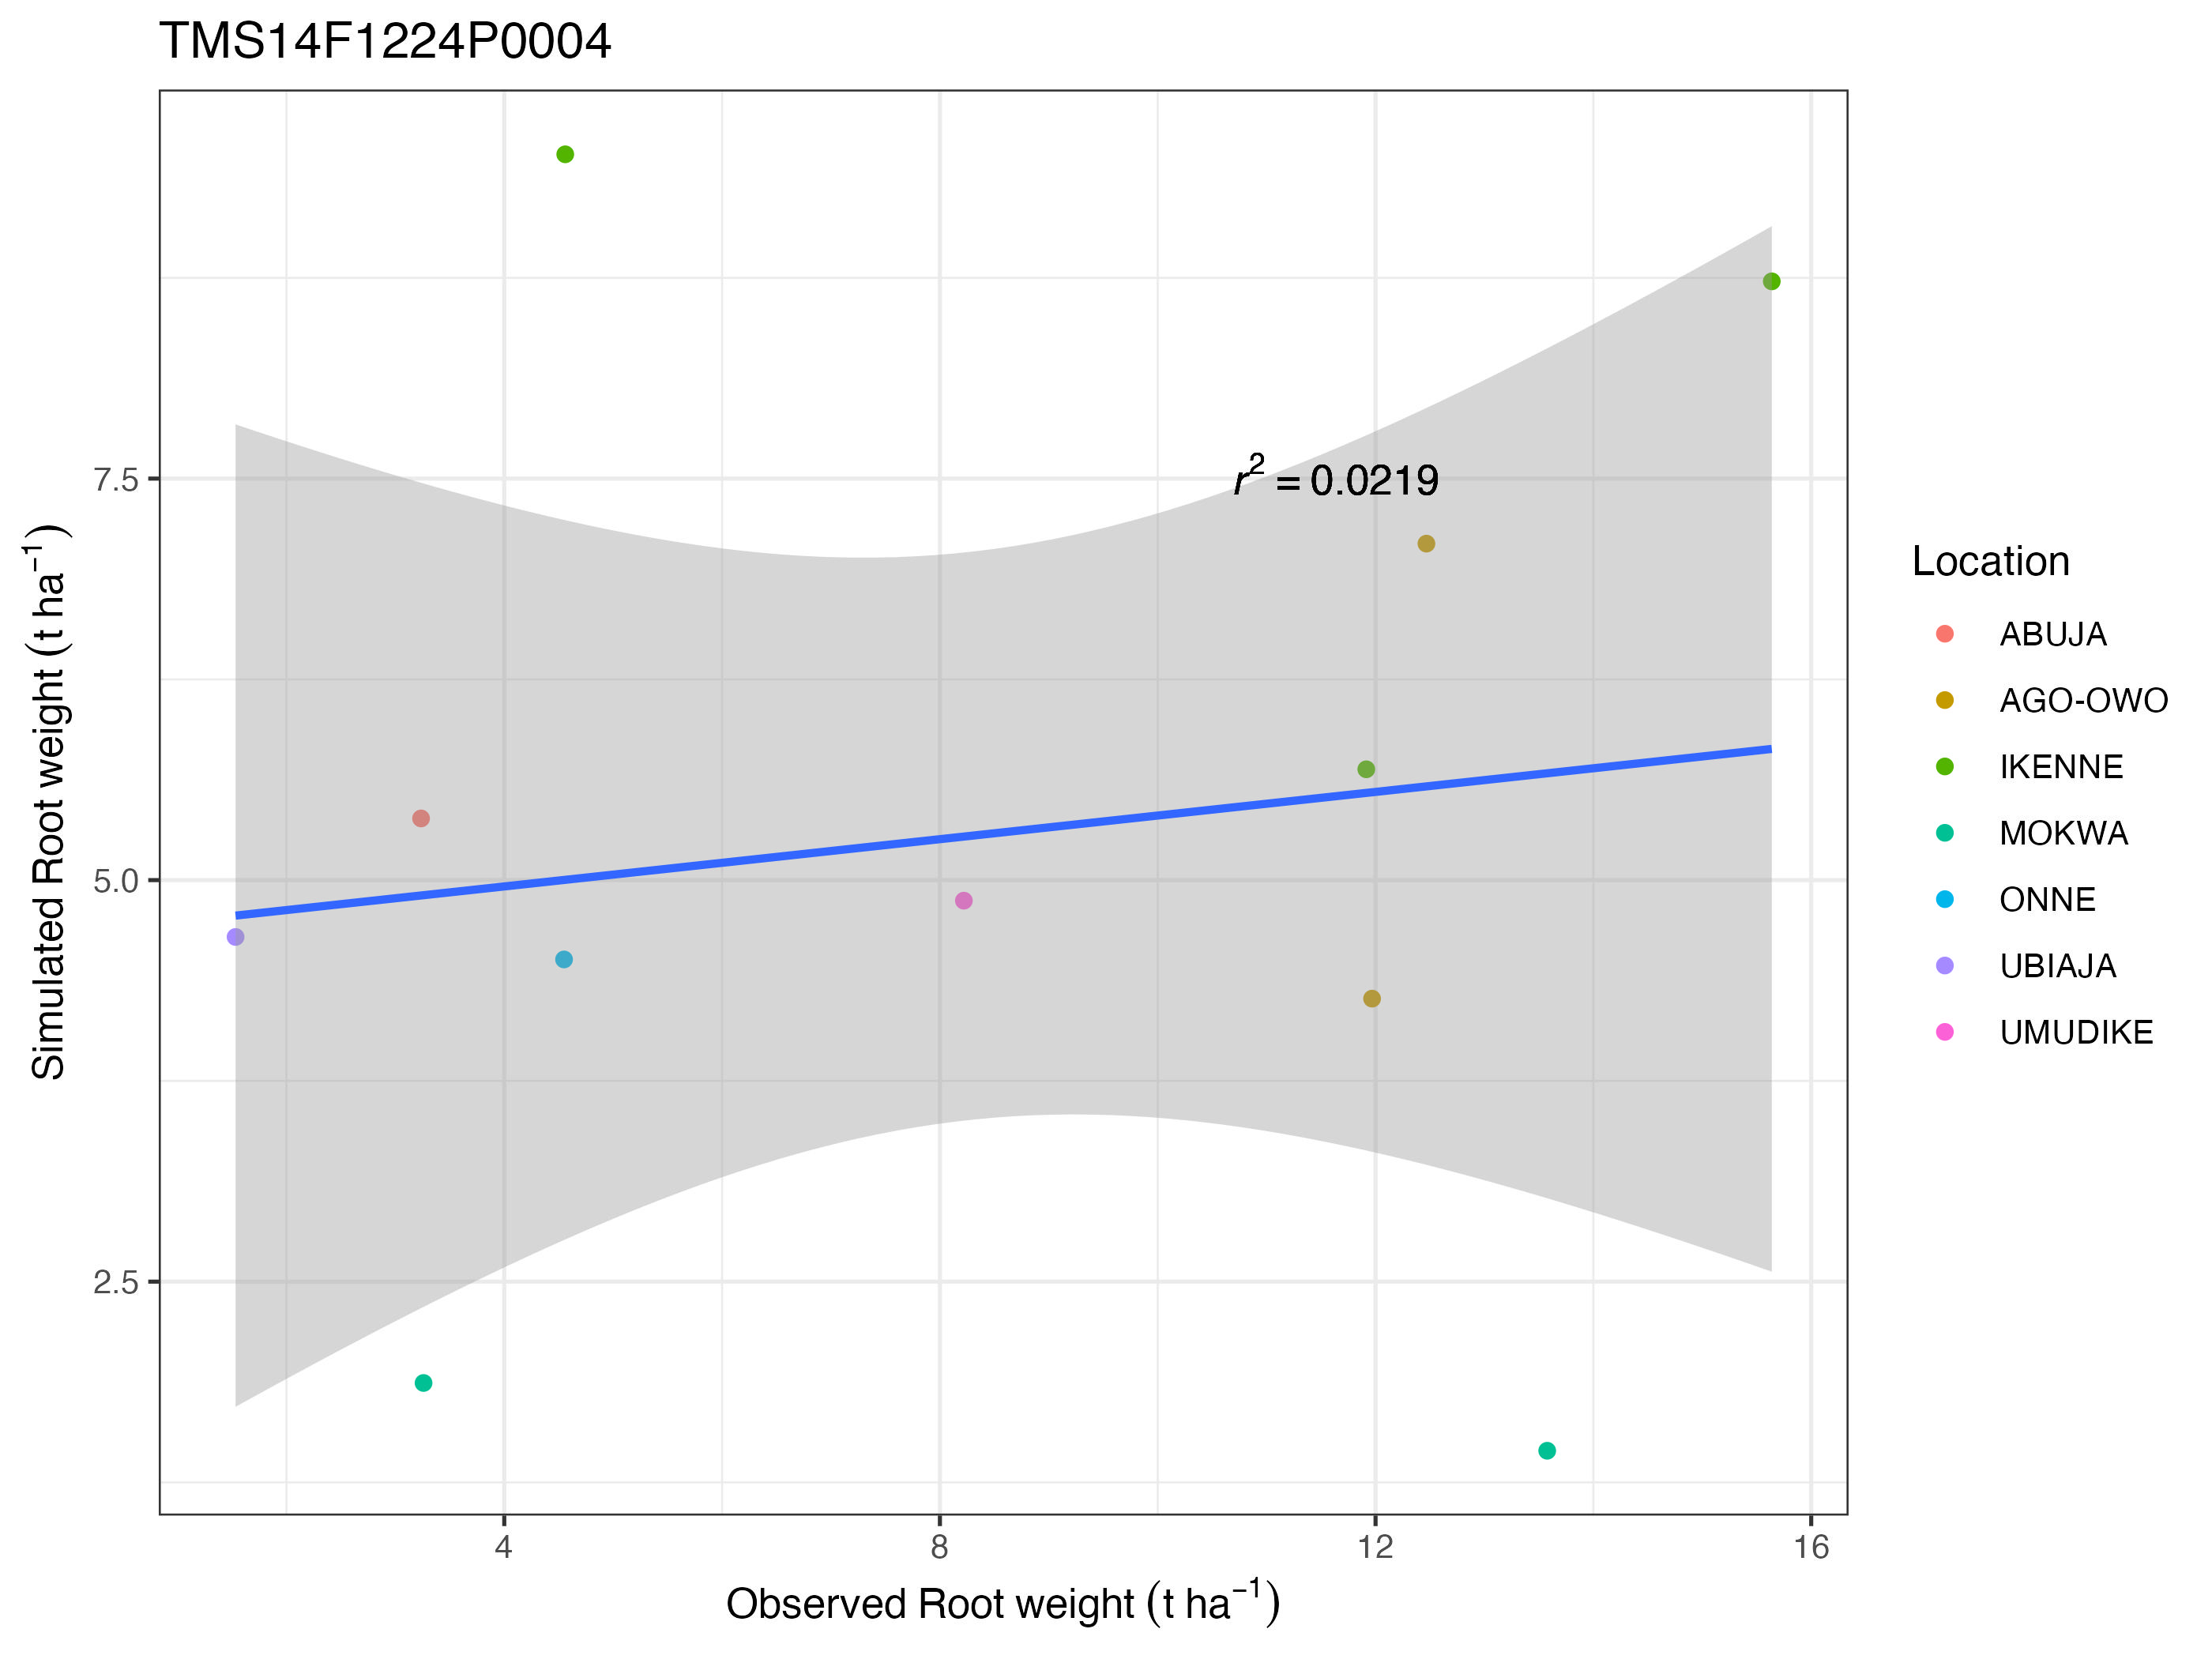 TMS14F1224P0004
r² = 0.0219
Simulated Root weight (t ha⁻¹)
7.5
5.0
2.5
4
8
12
16
Observed Root weight (t ha⁻¹)
Location
ABUJA
AGO-OWO
IKENNE
MOKWA
ONNE
UBIAJA
UMUDIKE